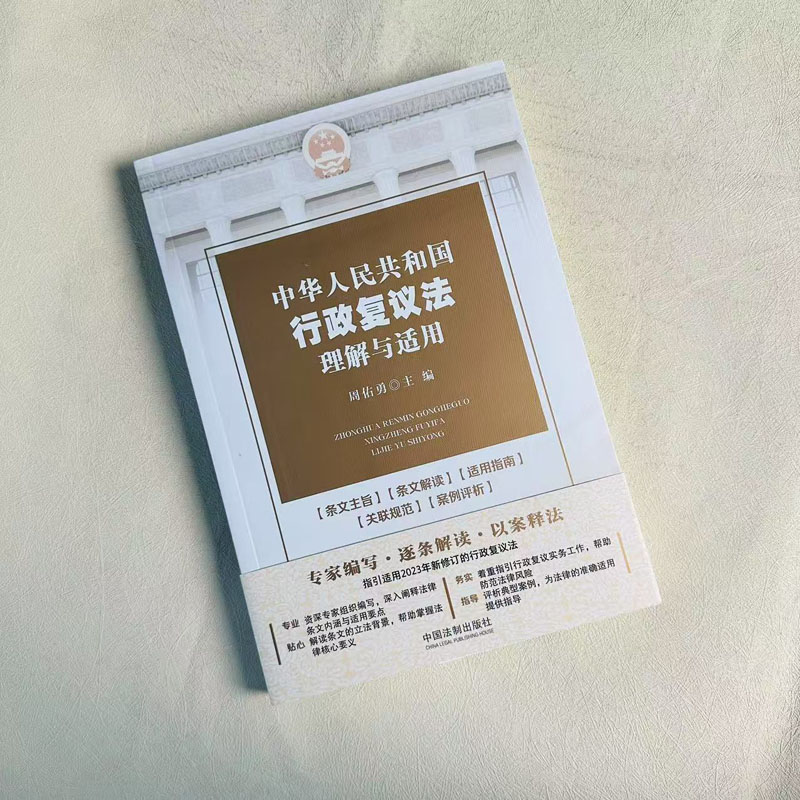 中华人民共和国
行政复议法
理解与适用
周佑勇◎主 编
ZHONGHUA RENMIN GONGHEGUO
XINGZHENG FUYIFA
LIJIE YU SHIYONG
【条文主旨】【条文解读】【适用指南】
【关联规范】【案例评析】
专家编写·逐条解读·以案释法
指引适用2023年新修订的行政复议法
专业 资深专家组织编写，深入阐释法律
条文内涵与适用要点
贴心 解读条文的立法背景，帮助掌握法
律核心要义
务实 着重指引行政复议实务工作，帮助
防范法律风险
指导 评析典型案例，为法律的准确适用
提供指导
中国法制出版社
CHINA LEGAL PUBLISHING HOUSE